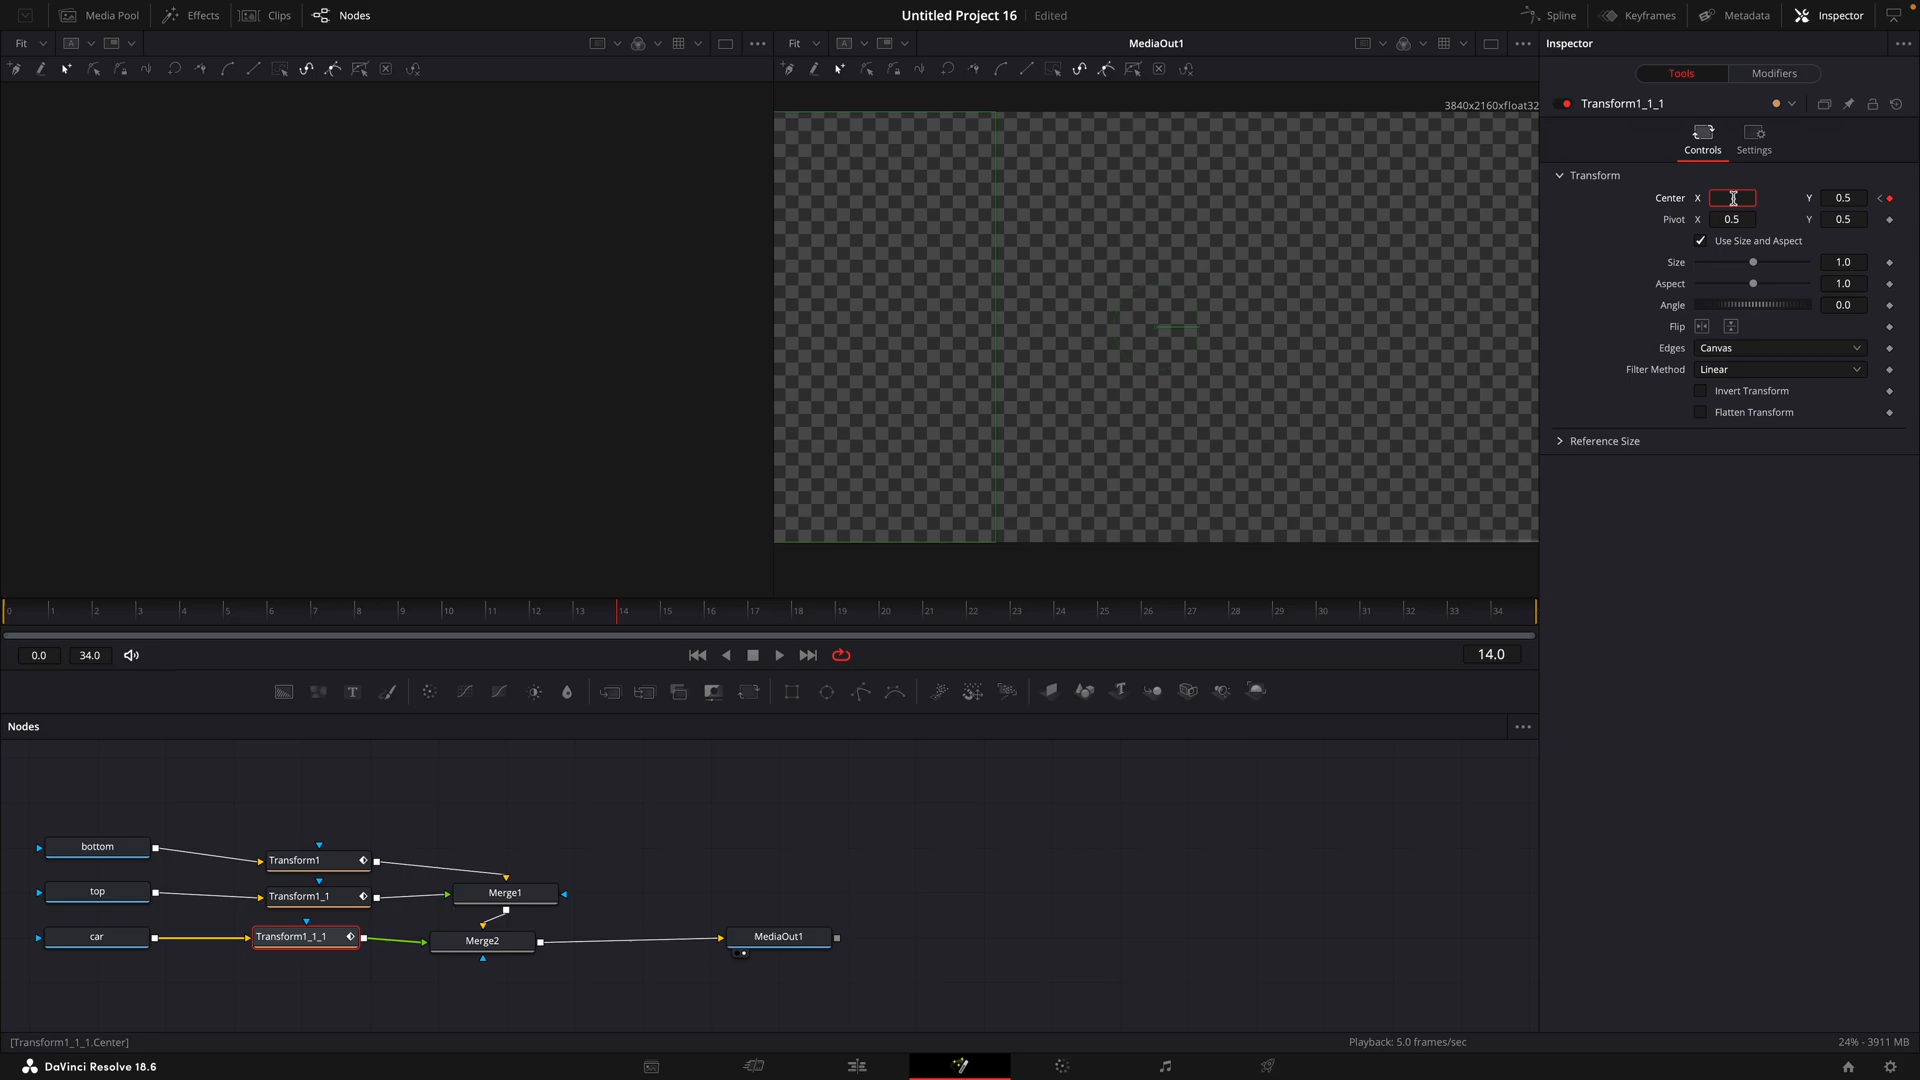 Media Pool
Effects
Clips
Nodes
Untitled Project 16
Edited
Spline
Keyframes
Metadata
Inspector
Fit
A
Fit
A
MediaOut1
Inspector
Tools
Modifiers
3840x2160xfloat32
Transform1_1_1
Controls
Settings
Transform
Center X Y 0.5
Pivot X 0.5 Y 0.5
Use Size and Aspect
Size 1.0
Aspect 1.0
Angle 0.0
Flip
Edges Canvas
Filter Method Linear
Invert Transform
Flatten Transform
Reference Size
0 1 2 3 4 5 6 7 8 9 10 11 12 13 14 15 16 17 18 19 20 21 22 23 24 25 26 27 28 29 30 31 32 33 34
0.0 34.0 14.0
Nodes
bottom
Transform1
top
Transform1_1
Merge1
car
Transform1_1_1
Merge2
MediaOut1
[Transform1_1_1.Center]
Playback: 5.0 frames/sec
24% - 3911 MB
DaVinci Resolve 18.6